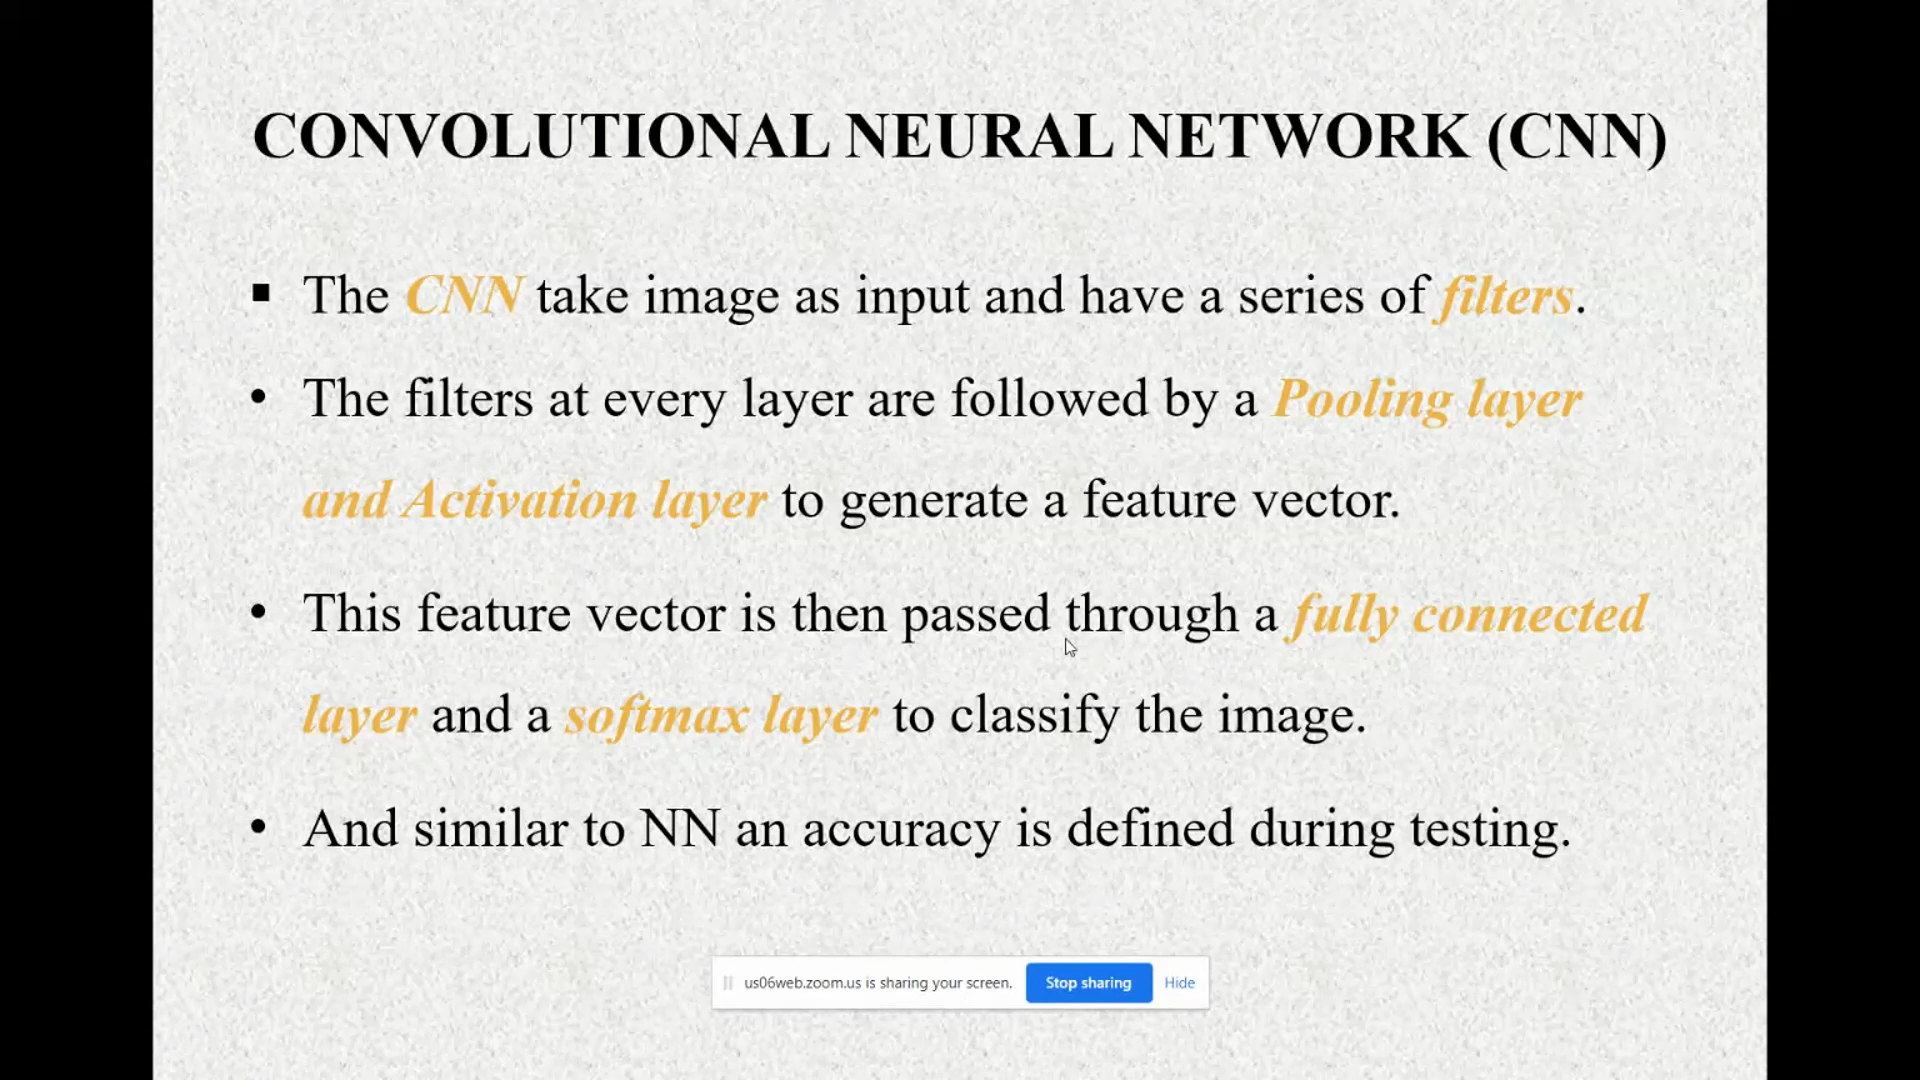 CONVOLUTIONAL NEURAL NETWORK (CNN)
▪ The CNN take image as input and have a series of filters.
• The filters at every layer are followed by a Pooling layer
and Activation layer to generate a feature vector.
• This feature vector is then passed through a fully connected
layer and a softmax layer to classify the image.
• And similar to NN an accuracy is defined during testing.
us06web.zoom.us is sharing your screen. Stop sharing Hide